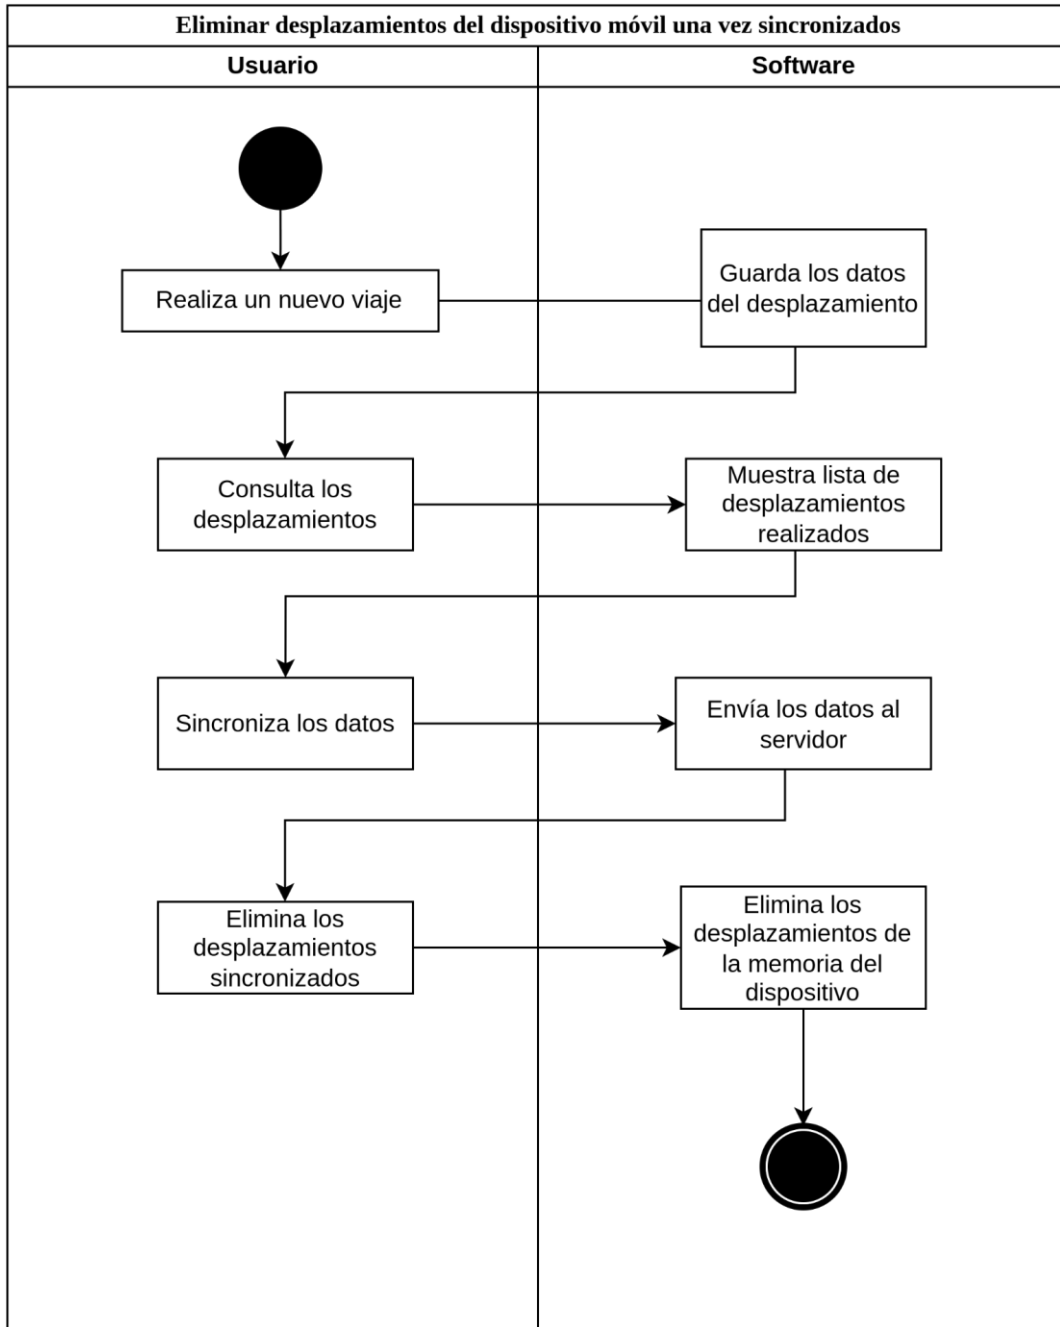 Eliminar desplazamientos del dispositivo móvil una vez sincronizados
Usuario
Software
Realiza un nuevo viaje
Guarda los datos
del desplazamiento
Consulta los
desplazamientos
Muestra lista de
desplazamientos
realizados
Sincroniza los datos
Envía los datos al
servidor
Elimina los
desplazamientos
sincronizados
Elimina los
desplazamientos de
la memoria del
dispositivo